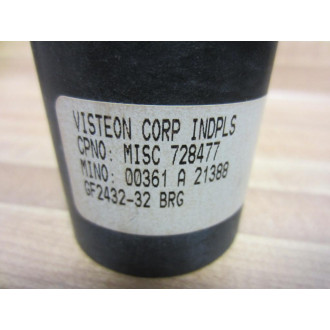 VISTEON CORP INDPLS
CPNO: MISC 728477
MINO: 00361 A 21388
GF2432-32 BRG